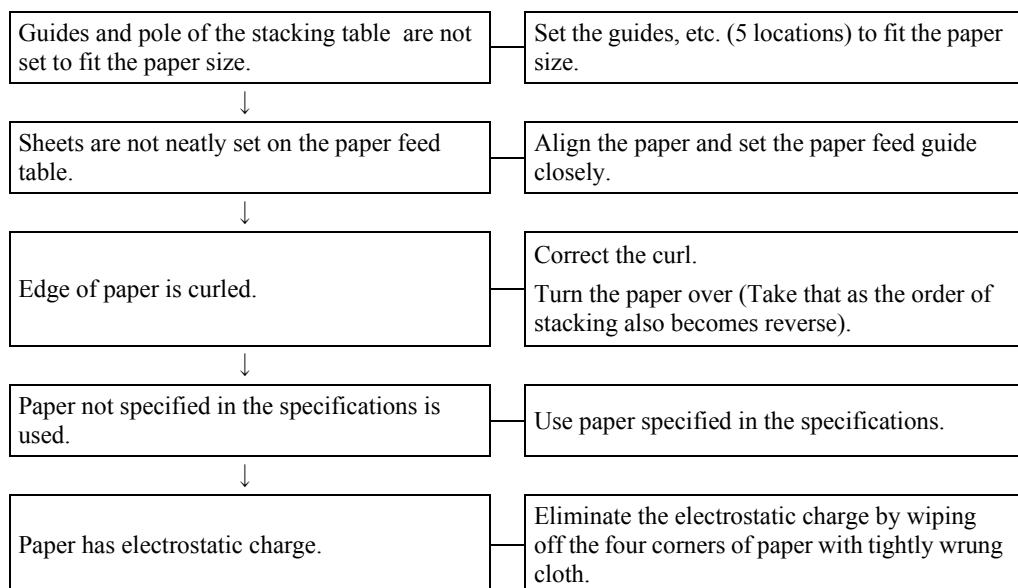 Guides and pole of the stacking table are not
set to fit the paper size.
Set the guides, etc. (5 locations) to fit the paper
size.
↓
Sheets are not neatly set on the paper feed
table.
Align the paper and set the paper feed guide
closely.
↓
Edge of paper is curled.
Correct the curl.
Turn the paper over (Take that as the order of
stacking also becomes reverse).
↓
Paper not specified in the specifications is
used.
Use paper specified in the specifications.
↓
Paper has electrostatic charge.
Eliminate the electrostatic charge by wiping
off the four corners of paper with tightly wrung
cloth.